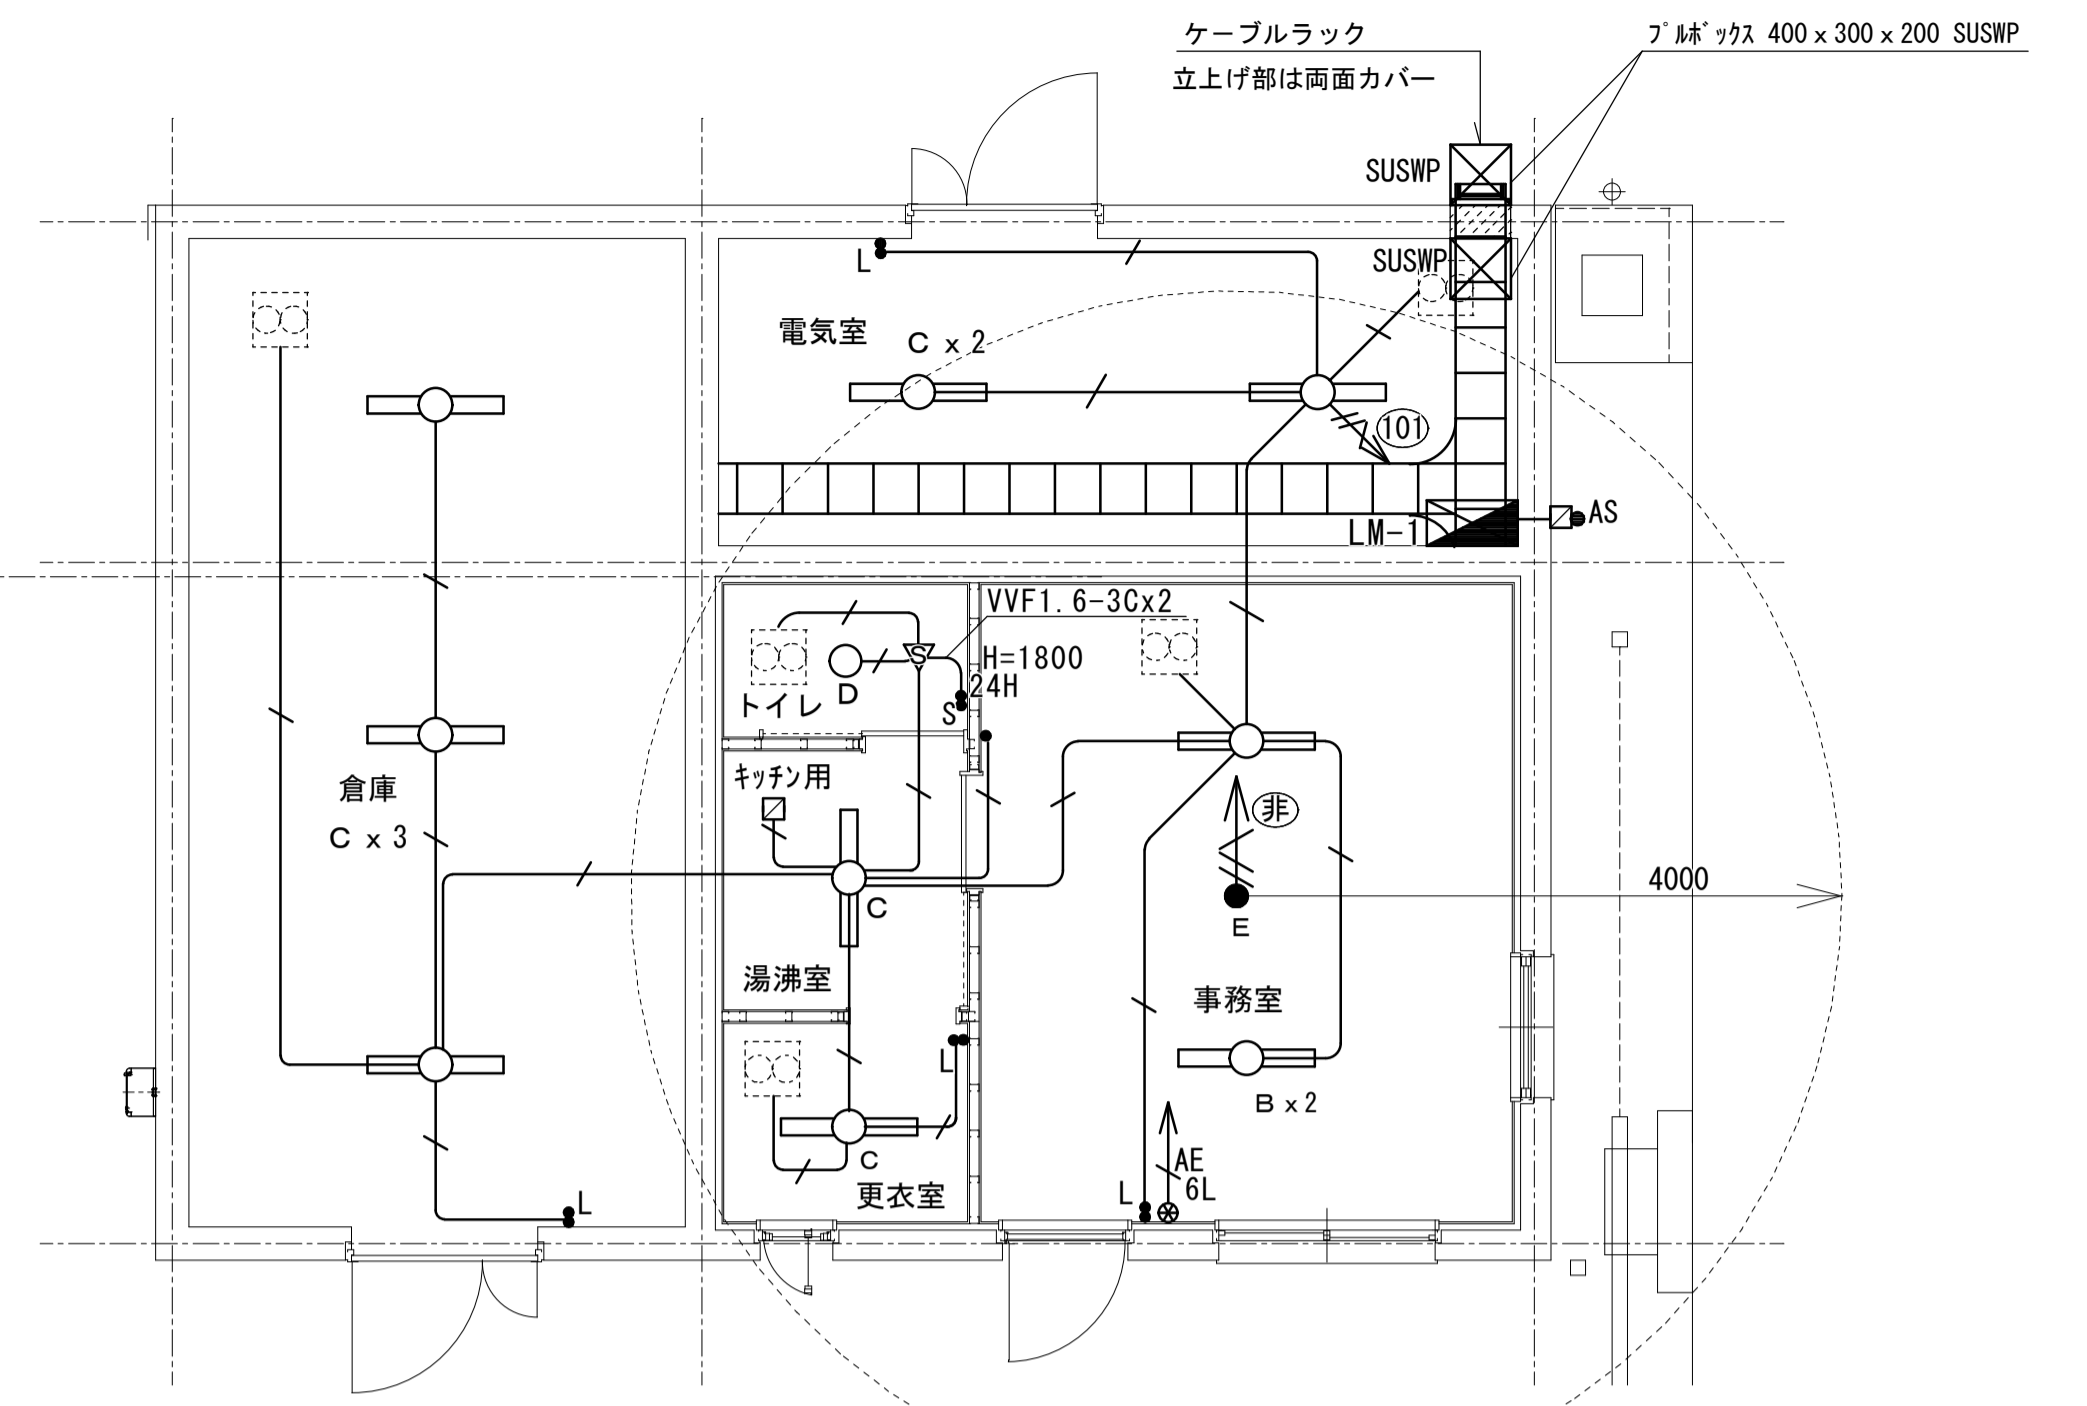 ケーブルラック
立上げ部は両面カバー
ﾌﾟﾙﾎﾞｯｸｽ 400 x 300 x 200 SUSWP
SUSWP
SUSWP
L
電気室
C x 2
101
LM-1
AS
VVF1.6-3Cx2
H=1800
24H
S
S
D
トイレ
ｷｯﾁﾝ用
倉庫
C x 3
非
4000
E
C
湯沸室
事務室
B x 2
L
C
更衣室
AE
6L
L
L